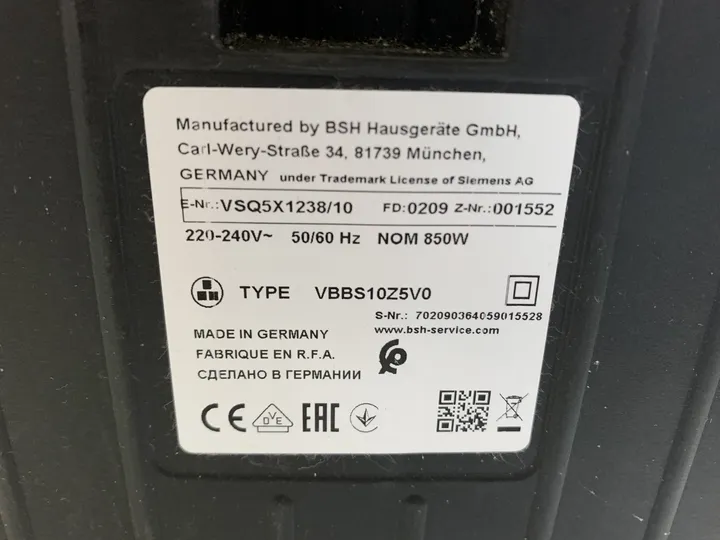 Manufactured by BSH Hausgeräte GmbH,
Carl-Wery-Straße 34, 81739 München,
GERMANY under Trademark License of Siemens AG
E-Nr.: VSQ5X1238/10 FD: 0209 Z-Nr.: 001552
220-240V~ 50/60 Hz NOM 850W
TYPE VBBS10Z5V0
S-Nr.: 702090364059015528
www.bsh-service.com
MADE IN GERMANY
FABRIQUE EN R.F.A.
СДЕЛАНО В ГЕРМАНИИ
CE DVE EAC